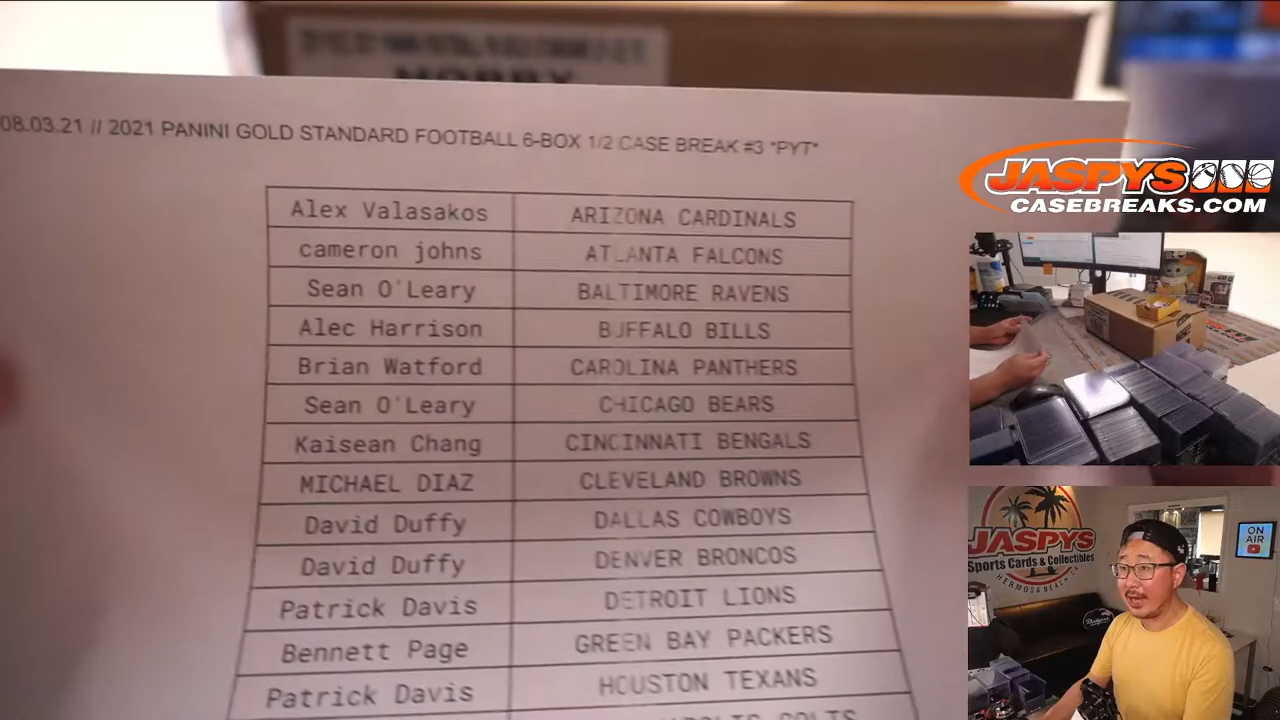 HOBBY
08.03.21 // 2021 PANINI GOLD STANDARD FOOTBALL 6-BOX 1/2 CASE BREAK #3 *PYT*
Alex Valasakos ARIZONA CARDINALS
cameron johns ATLANTA FALCONS
Sean O'Leary BALTIMORE RAVENS
Alec Harrison BUFFALO BILLS
Brian Watford CAROLINA PANTHERS
Sean O'Leary CHICAGO BEARS
Kaisean Chang CINCINNATI BENGALS
MICHAEL DIAZ CLEVELAND BROWNS
David Duffy DALLAS COWBOYS
David Duffy DENVER BRONCOS
Patrick Davis DETROIT LIONS
Bennett Page GREEN BAY PACKERS
Patrick Davis HOUSTON TEXANS
COLTS
JASPYS
CASEBREAKS.COM
JASPYS
Sports Cards & Collectibles
HERMOSA BEACH CA
ON
AIR